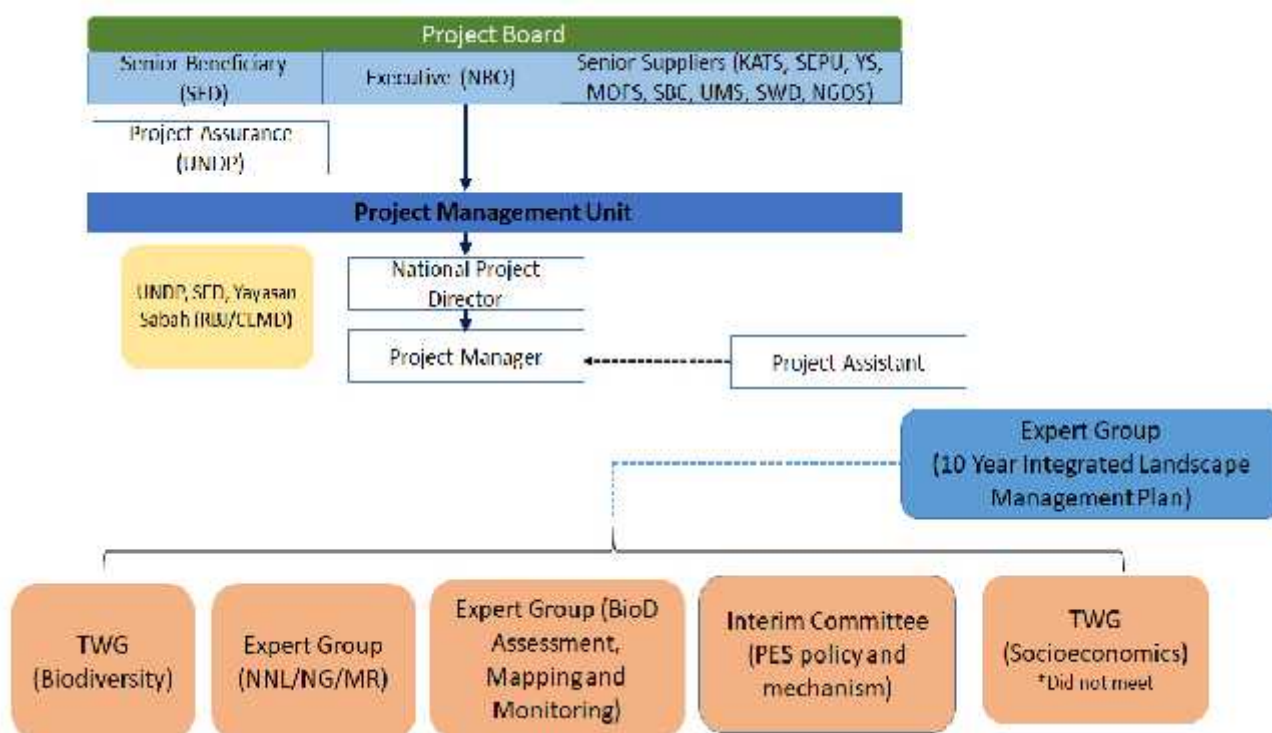 Project Board
Senior Beneficiary
(SFD)
Executive (NBO)
Senior Suppliers (KATS, SEPU, YS,
MOFS, SBC, UMS, SWD, NGOS)
Project Assurance
(UNDP)
Project Management Unit
National Project
Director
UNDP, SFD, Yayasan
Sabah
Project Manager
Project Assistant
Expert Group
(10 Year Integrated Landscape
Management Plan)
TWG
(Biodiversity)
Expert Group
(NNL/NG/MR)
Expert Group (BioD
Assessment,
Mapping and
Monitoring)
Interim Committee
(PES policy and
mechanism)
TWG
(Socioeconomics)
*Did not meet